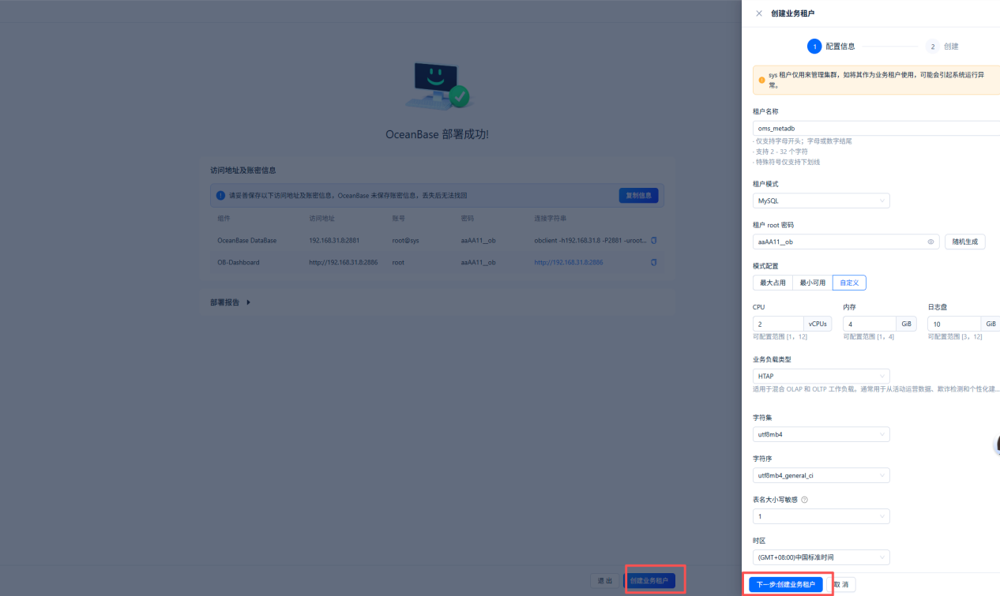 OceanBase 部署成功!
访问地址及账密信息
请妥善保存以下访问地址及账密信息，OceanBase 未保存账密信息，丢失后无法找回 复制信息
组件 访问地址 账号 密码 连接字符串
OceanBase DataBase 192.168.31.8:2881 root@sys aaAA11__ob obclient -h192.168.31.8 -P2881 -uroot...
OB-Dashboard http://192.168.31.8:2886 root aaAA11__ob http://192.168.31.8:2886
部署报告
退 出 创建业务租户
创建业务租户
1 配置信息 2 创建
sys 租户仅用来管理集群，如将其作为业务租户使用，可能会引起系统运行异
常。
租户名称
oms_metadb
· 仅支持字母开头；字母或数字结尾
· 支持 2 - 32 个字符
· 特殊符号仅支持下划线
租户模式
MySQL
租户 root 密码
aaAA11__ob 随机生成
模式配置
最大占用 最小可用 自定义
CPU 内存 日志盘
2 vCPUs 4 GiB 10 GiB
可配置范围 [1，12] 可配置范围 [1，4] 可配置范围 [3，12]
业务负载类型
HTAP
适用于混合 OLAP 和 OLTP 工作负载。通常用于从活动运营数据、欺诈检测和个性化建...
字符集
utf8mb4
字符序
utf8mb4_general_ci
表名大小写敏感
1
时区
(GMT+08:00)中国标准时间
下一步:创建业务租户 取 消